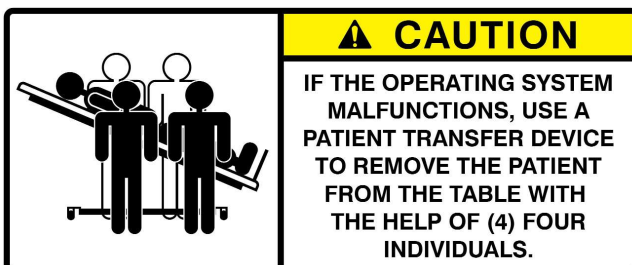 CAUTION
IF THE OPERATING SYSTEM
MALFUNCTIONS, USE A
PATIENT TRANSFER DEVICE
TO REMOVE THE PATIENT
FROM THE TABLE WITH
THE HELP OF (4) FOUR
INDIVIDUALS.